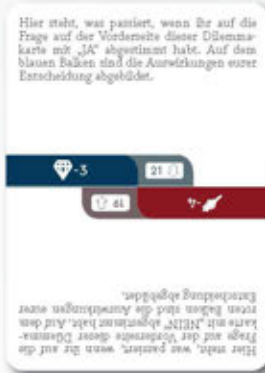 Hier steht, was passiert, wenn ihr auf die
Frage auf der Vorderseite dieser Dilemma-
karte mit „JA“ abgestimmt habt. Auf dem
blauen Balken sind die Auswirkungen eurer
Entscheidung abgebildet.
-3 21
-4 19
Hier steht, was passiert, wenn ihr auf die
Frage auf der Vorderseite dieser Dilemma-
karte mit „NEIN“ abgestimmt habt. Auf dem
roten Balken sind die Auswirkungen eurer
Entscheidung abgebildet.